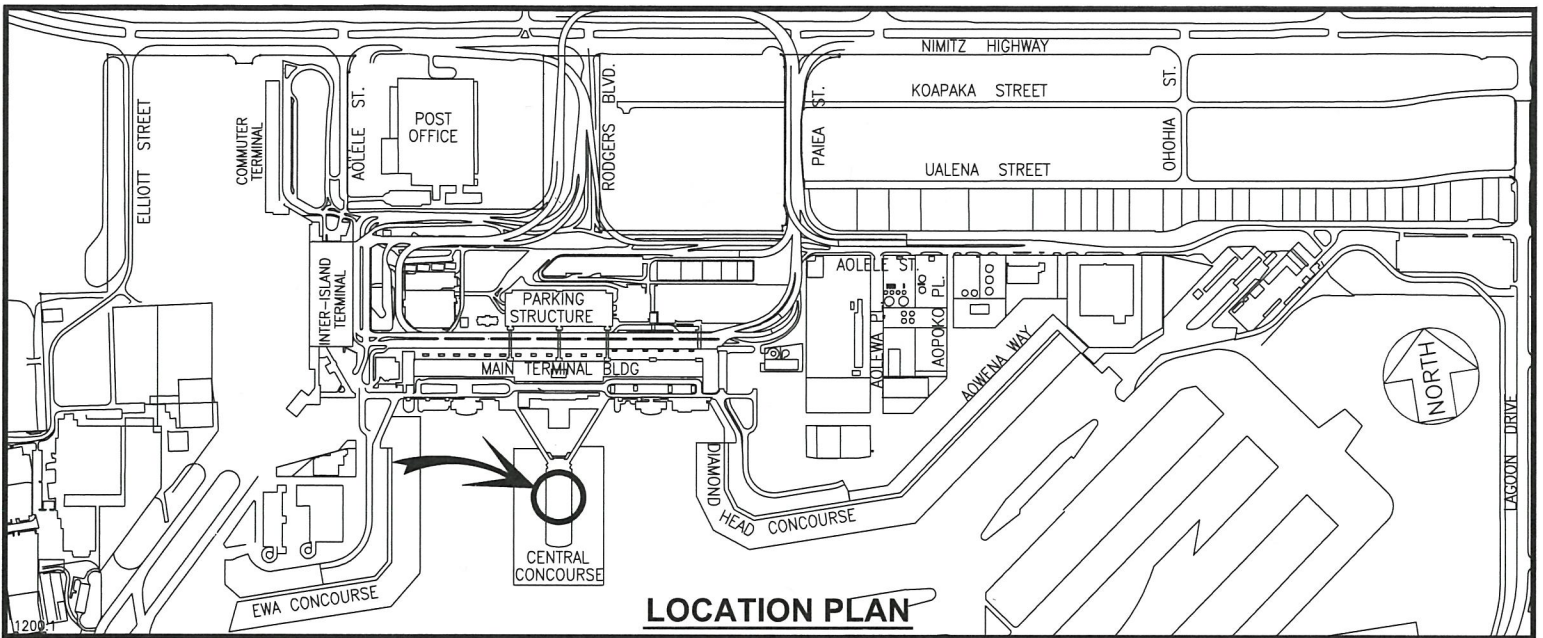 NIMITZ HIGHWAY
KOAPAKA STREET
UALENA STREET
ELLIOTT STREET
COMMUTER
TERMINAL
AOLELE ST.
POST
OFFICE
RODGERS BLVD.
PAIEA ST.
OHOHIA ST.
INTER-ISLAND
TERMINAL
PARKING
STRUCTURE
MAIN TERMINAL BLDG
AOLELE ST.
AOLEWA PL.
AOPOKO PL.
AOWENA WAY
NORTH
LAGOON DRIVE
DIAMOND
HEAD CONCOURSE
CENTRAL
CONCOURSE
EWA CONCOURSE
LOCATION PLAN
1200:1